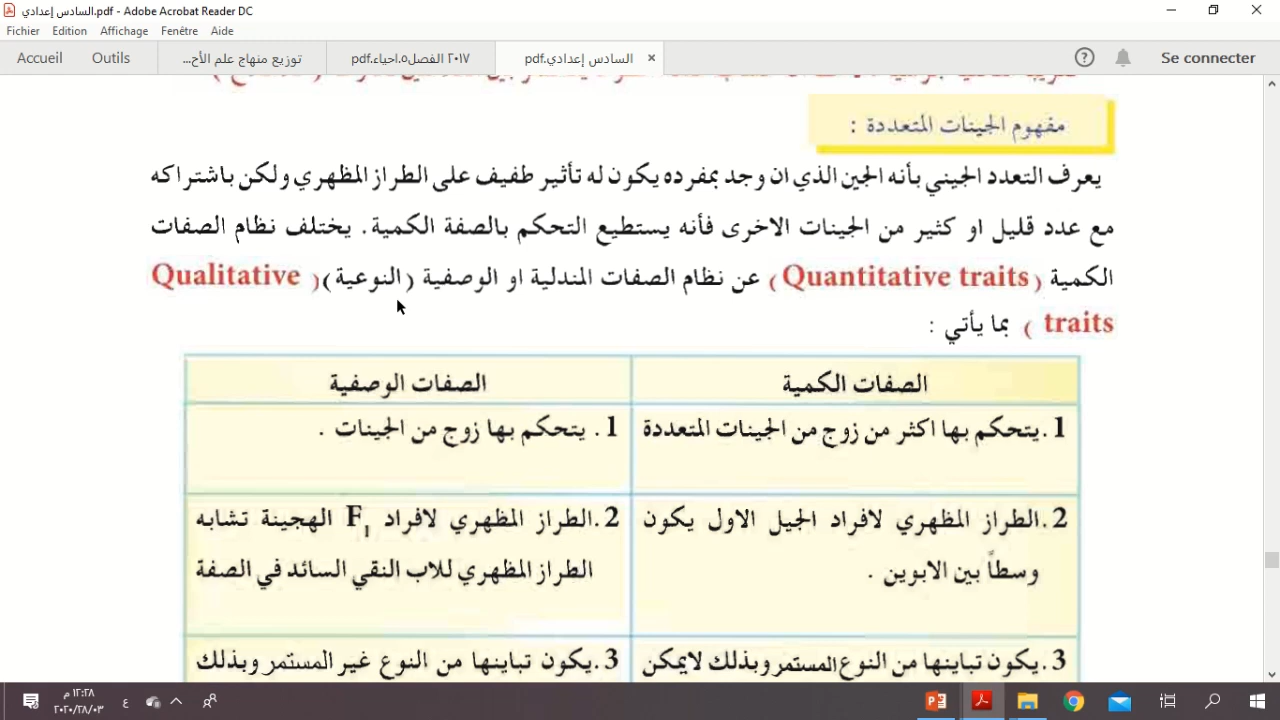 السادس إعدادي.pdf - Adobe Acrobat Reader DC
Fichier Edition Affichage Fenêtre Aide
Accueil Outils توزيع منهاج علم الأح... ٢٠١٧ الفصل٥.احياء.pdf السادس إعدادي.pdf × Se connecter
مفهوم الجينات المتعددة :
يعرف التعدد الجيني بأنه الجين الذي ان وجد بمفرده يكون له تأثير طفيف على الطراز المظهري ولكن باشتراكه
مع عدد قليل او كثير من الجينات الاخرى فأنه يستطيع التحكم بالصفة الكمية. يختلف نظام الصفات
الكمية (Quantitative traits) عن نظام الصفات المندلية او الوصفية (النوعية)(Qualitative
traits) بما يأتي :
الصفات الكمية
الصفات الوصفية
1.يتحكم بها اكثر من زوج من الجينات المتعددة
1. يتحكم بها زوج من الجينات .
2.الطراز المظهري لافراد الجيل الاول يكون
وسطاً بين الابوين .
2.الطراز المظهري لافراد F1 الهجينة تشابه
الطراز المظهري للاب النقي السائد في الصفة
3.يكون تباينها من النوع المستمر وبذلك لايمكن
3.يكون تباينها من النوع غير المستمر وبذلك
١٢:٢٨ م
٢٠٢٠/٢٨/٠٣
ع